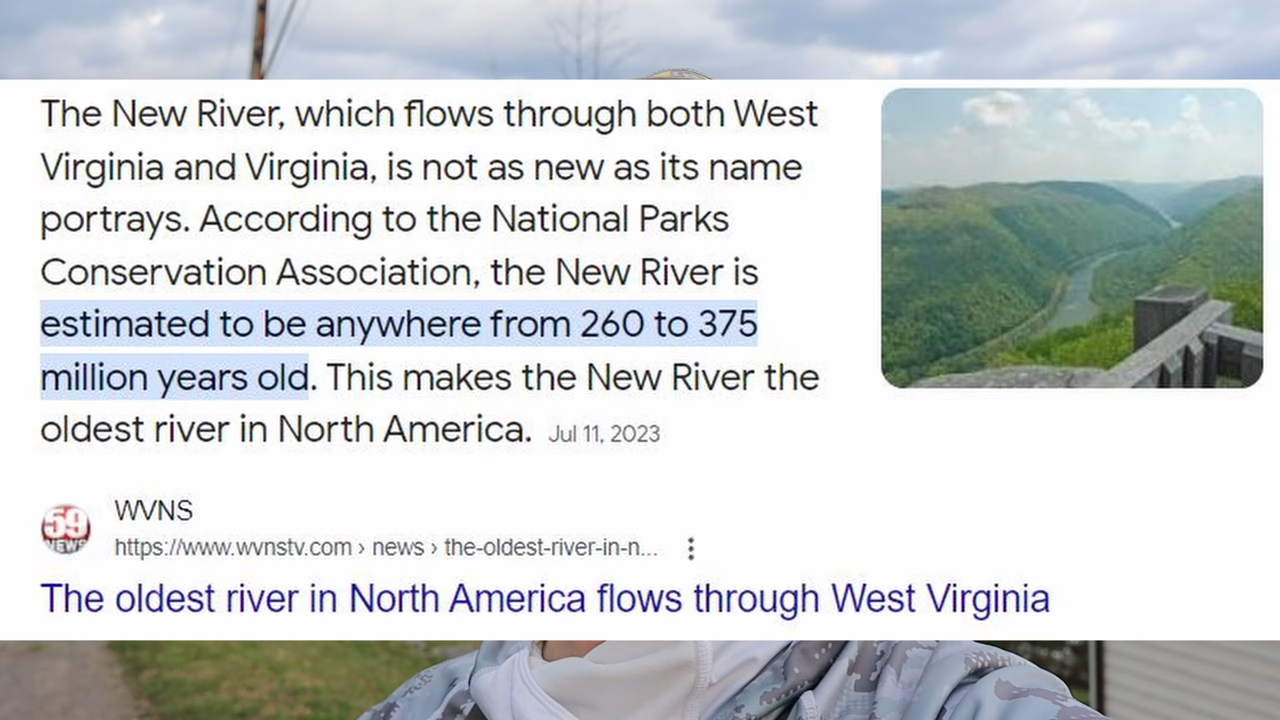 The New River, which flows through both West
Virginia and Virginia, is not as new as its name
portrays. According to the National Parks
Conservation Association, the New River is
estimated to be anywhere from 260 to 375
million years old. This makes the New River the
oldest river in North America. Jul 11, 2023
59
NEWS
WVNS
https://www.wvnstv.com › news › the-oldest-river-in-n...
The oldest river in North America flows through West Virginia